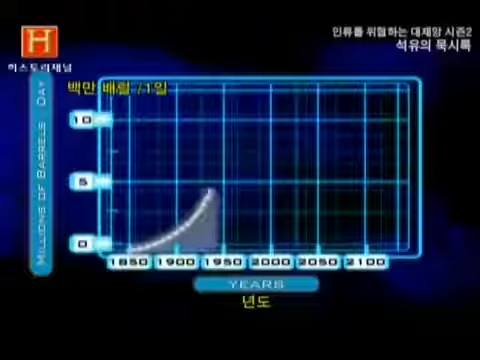 H
히스토리채널
인류를 위협하는 대재앙 시즌2
석유의 묵시록
백만 배럴 /1일
MILLIONS OF BARRELS DAY
10
5
0
1850 1900 1950 2000 2050 2100
YEARS
년도